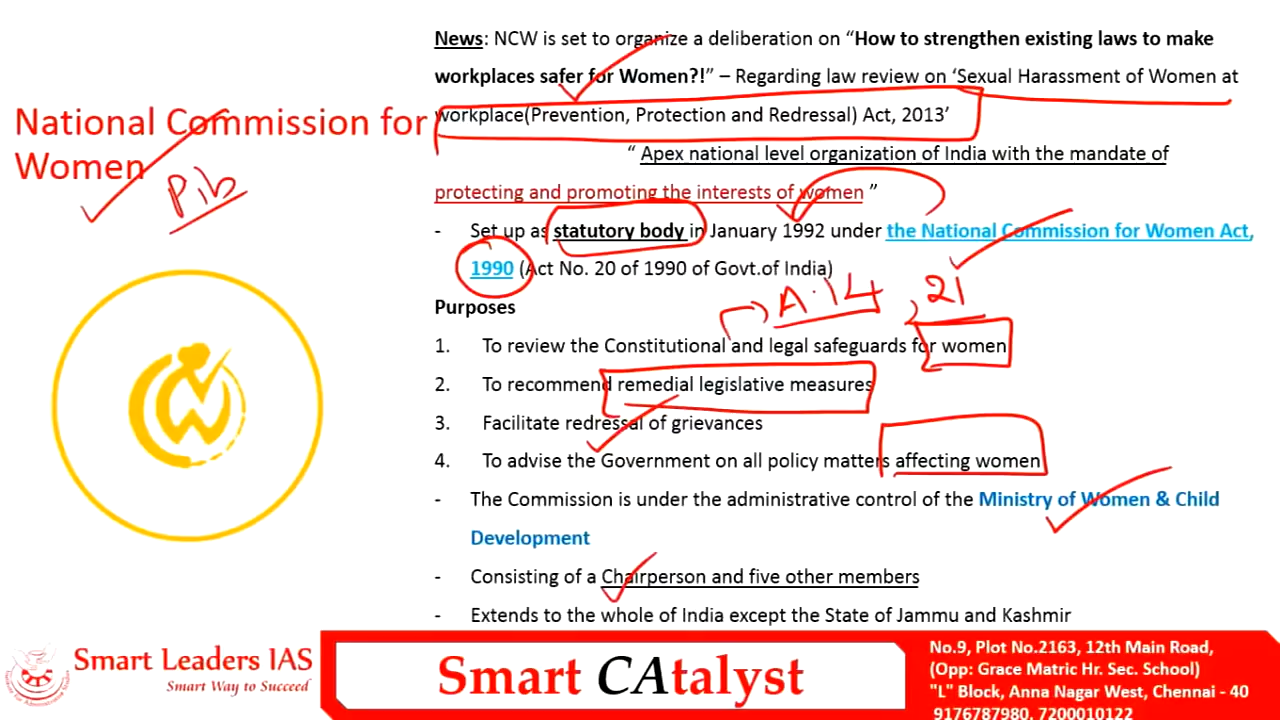 National Commission for
Women
Pib
News: NCW is set to organize a deliberation on “How to strengthen existing laws to make
workplaces safer for Women?!” – Regarding law review on ‘Sexual Harassment of Women at
workplace(Prevention, Protection and Redressal) Act, 2013’
“ Apex national level organization of India with the mandate of
protecting and promoting the interests of women ”
- Set up as statutory body in January 1992 under the National Commission for Women Act,
1990 (Act No. 20 of 1990 of Govt.of India)
A.14, 21
Purposes
1. To review the Constitutional and legal safeguards for women
2. To recommend remedial legislative measures
3. Facilitate redressal of grievances
4. To advise the Government on all policy matters affecting women
- The Commission is under the administrative control of the Ministry of Women & Child
Development
- Consisting of a Chairperson and five other members
- Extends to the whole of India except the State of Jammu and Kashmir
Smart Leaders IAS
Smart Way to Succeed
Smart CAtalyst
No.9, Plot No.2163, 12th Main Road,
(Opp: Grace Matric Hr. Sec. School)
"L" Block, Anna Nagar West, Chennai - 40
9176787980, 7200010122